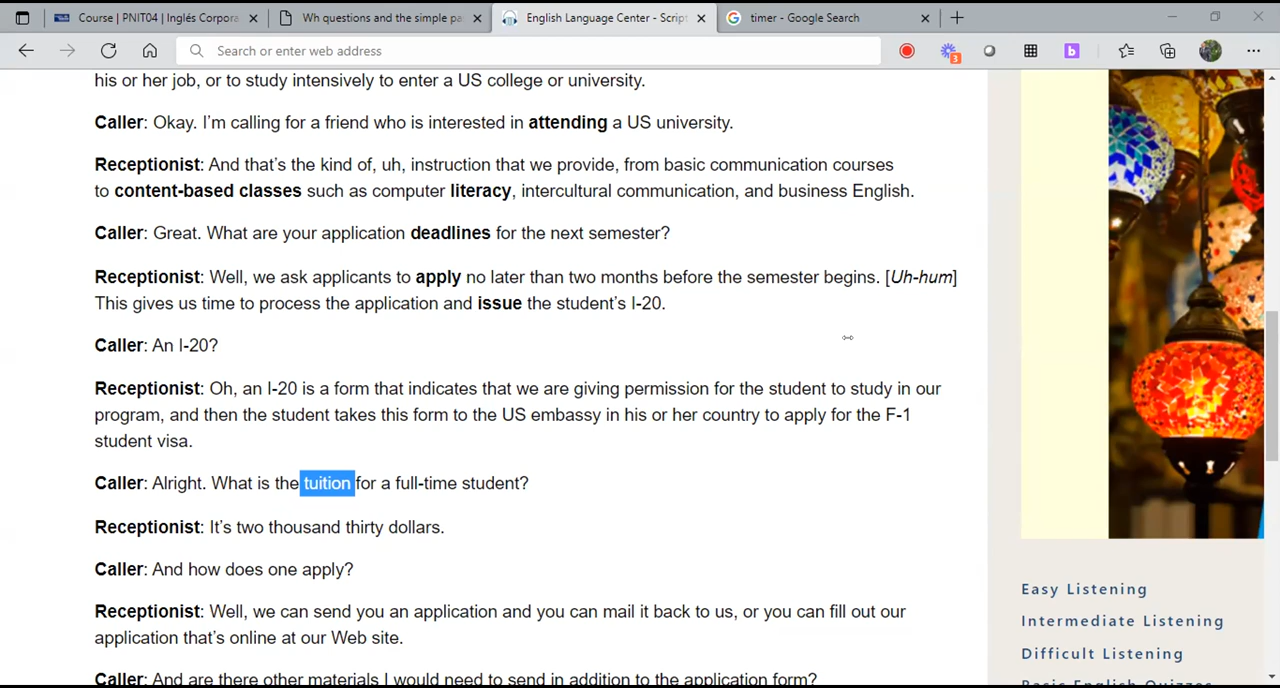 Course | PNIT04 | Inglés Corpora
Wh questions and the simple pa
English Language Center - Script
timer - Google Search
Search or enter web address
3
b
his or her job, or to study intensively to enter a US college or university.
Caller: Okay. I'm calling for a friend who is interested in attending a US university.
Receptionist: And that's the kind of, uh, instruction that we provide, from basic communication courses
to content-based classes such as computer literacy, intercultural communication, and business English.
Caller: Great. What are your application deadlines for the next semester?
Receptionist: Well, we ask applicants to apply no later than two months before the semester begins. [Uh-hum]
This gives us time to process the application and issue the student's I-20.
Caller: An I-20?
Receptionist: Oh, an I-20 is a form that indicates that we are giving permission for the student to study in our
program, and then the student takes this form to the US embassy in his or her country to apply for the F-1
student visa.
Caller: Alright. What is the tuition for a full-time student?
Receptionist: It's two thousand thirty dollars.
Caller: And how does one apply?
Receptionist: Well, we can send you an application and you can mail it back to us, or you can fill out our
application that's online at our Web site.
Caller: And are there other materials I would need to send in addition to the application form?
Easy Listening
Intermediate Listening
Difficult Listening
Basic English Quizzes